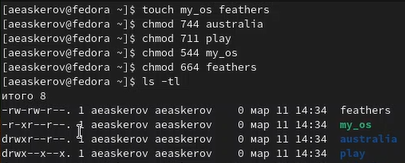 [aeaskerov@fedora ~]$ touch my_os feathers
[aeaskerov@fedora ~]$ chmod 744 australia
[aeaskerov@fedora ~]$ chmod 711 play
[aeaskerov@fedora ~]$ chmod 544 my_os
[aeaskerov@fedora ~]$ chmod 664 feathers
[aeaskerov@fedora ~]$ ls -tl
итого 8
-rw-rw-r--. 1 aeaskerov aeaskerov 0 мар 11 14:34 feathers
-r-xr--r--. 1 aeaskerov aeaskerov 0 мар 11 14:34 my_os
drwxr--r--. 1 aeaskerov aeaskerov 0 мар 11 14:34 australia
drwx--x--x. 1 aeaskerov aeaskerov 0 мар 11 14:34 play